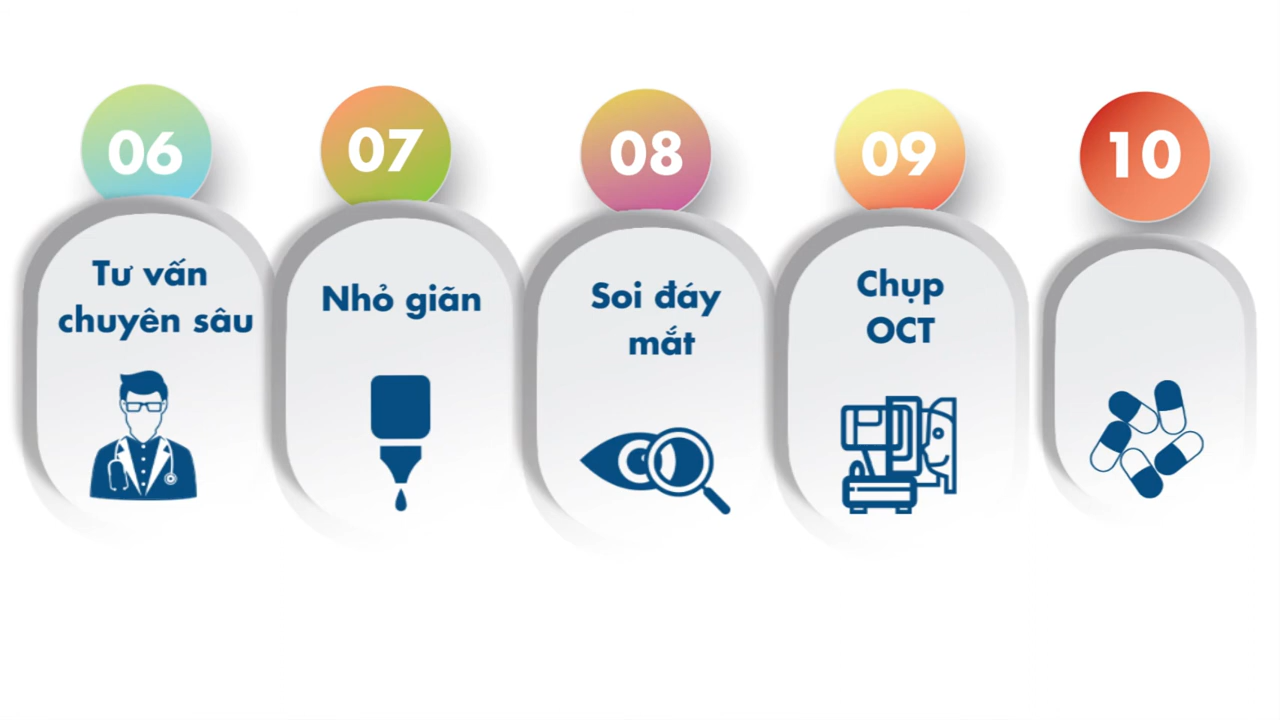 06
Tư vấn
chuyên sâu
07
Nhỏ giãn
08
Soi đáy
mắt
09
Chụp
OCT
10